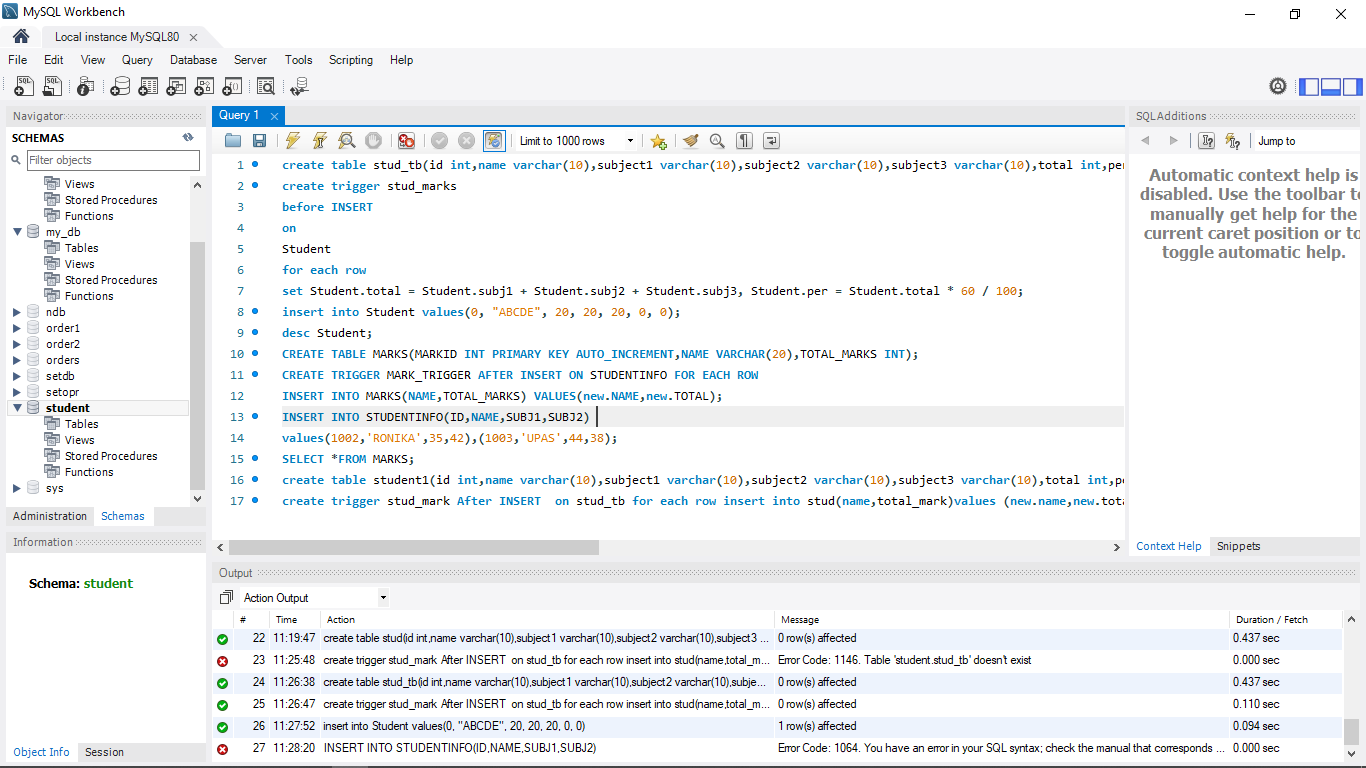 MySQL Workbench
Local instance MySQL80
File Edit View Query Database Server Tools Scripting Help
Navigator
SCHEMAS
Filter objects
Views
Stored Procedures
Functions
my_db
Tables
Views
Stored Procedures
Functions
ndb
order1
order2
orders
setdb
setopr
student
Tables
Views
Stored Procedures
Functions
sys
Administration Schemas
Information
Schema: student
Object Info Session
Query 1
Limit to 1000 rows
1 create table stud_tb(id int,name varchar(10),subject1 varchar(10),subject2 varchar(10),subject3 varchar(10),total int,per
2 create trigger stud_marks
3 before INSERT
4 on
5 Student
6 for each row
7 set Student.total = Student.subj1 + Student.subj2 + Student.subj3, Student.per = Student.total * 60 / 100;
8 insert into Student values(0, "ABCDE", 20, 20, 20, 0, 0);
9 desc Student;
10 CREATE TABLE MARKS(MARKID INT PRIMARY KEY AUTO_INCREMENT,NAME VARCHAR(20),TOTAL_MARKS INT);
11 CREATE TRIGGER MARK_TRIGGER AFTER INSERT ON STUDENTINFO FOR EACH ROW
12 INSERT INTO MARKS(NAME,TOTAL_MARKS) VALUES(new.NAME,new.TOTAL);
13 INSERT INTO STUDENTINFO(ID,NAME,SUBJ1,SUBJ2)
14 values(1002,'RONIKA',35,42),(1003,'UPAS',44,38);
15 SELECT *FROM MARKS;
16 create table student1(id int,name varchar(10),subject1 varchar(10),subject2 varchar(10),subject3 varchar(10),total int,pe
17 create trigger stud_mark After INSERT  on stud_tb for each row insert into stud(name,total_mark)values (new.name,new.tota
SQLAdditions
Jump to
Automatic context help is
disabled. Use the toolbar to
manually get help for the
current caret position or to
toggle automatic help.
Context Help Snippets
Output
Action Output
# Time Action Message Duration / Fetch
22 11:19:47 create table stud(id int,name varchar(10),subject1 varchar(10),subject2 varchar(10),subject3 ... 0 row(s) affected 0.437 sec
23 11:25:48 create trigger stud_mark After INSERT  on stud_tb for each row insert into stud(name,total_m... Error Code: 1146. Table 'student.stud_tb' doesn't exist 0.000 sec
24 11:26:38 create table stud_tb(id int,name varchar(10),subject1 varchar(10),subject2 varchar(10),subje... 0 row(s) affected 0.437 sec
25 11:26:47 create trigger stud_mark After INSERT  on stud_tb for each row insert into stud(name,total_m... 0 row(s) affected 0.110 sec
26 11:27:52 insert into Student values(0, "ABCDE", 20, 20, 20, 0, 0) 1 row(s) affected 0.094 sec
27 11:28:20 INSERT INTO STUDENTINFO(ID,NAME,SUBJ1,SUBJ2) Error Code: 1064. You have an error in your SQL syntax; check the manual that corresponds ... 0.000 sec